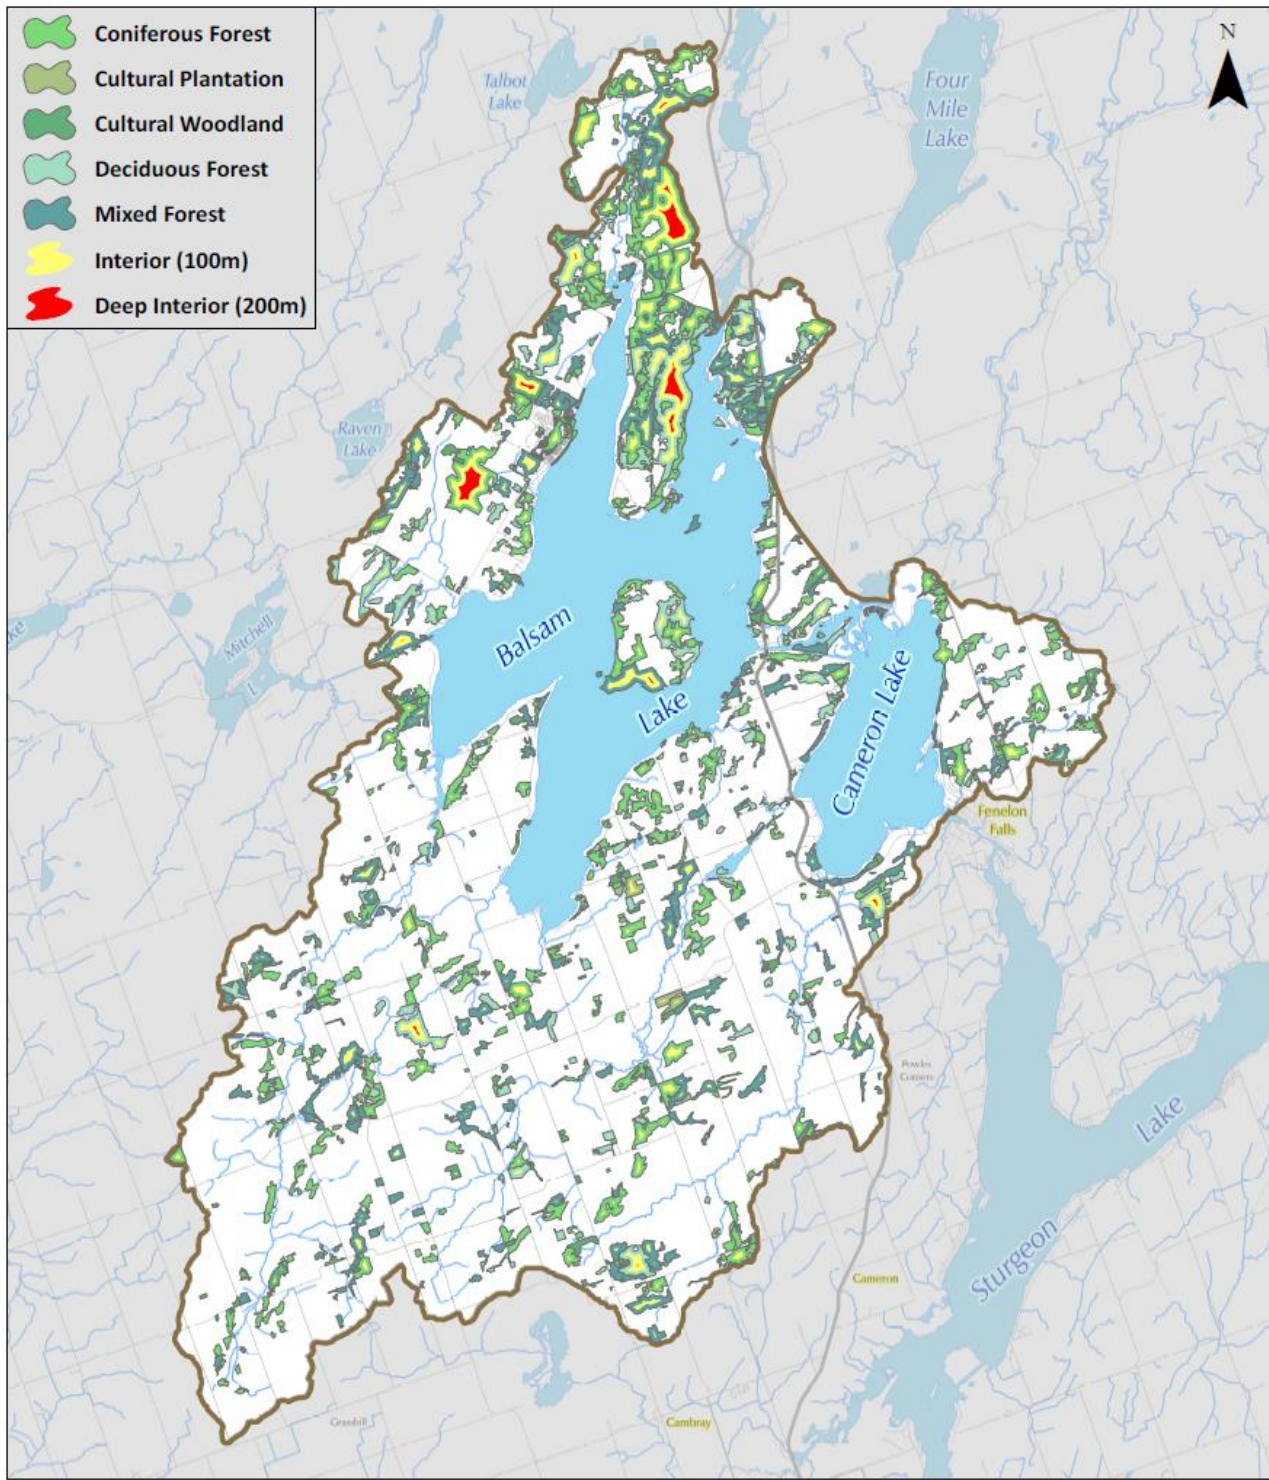 Coniferous Forest
Cultural Plantation
Cultural Woodland
Deciduous Forest
Mixed Forest
Interior (100m)
Deep Interior (200m)
N
Talbot
Lake
Four
Mile
Lake
Raven
Lake
Mitchell
L
ke
Balsam
Lake
Cameron Lake
Fenelon
Falls
Powles
Corners
Sturgeon
Lake
Cameron
Cambray